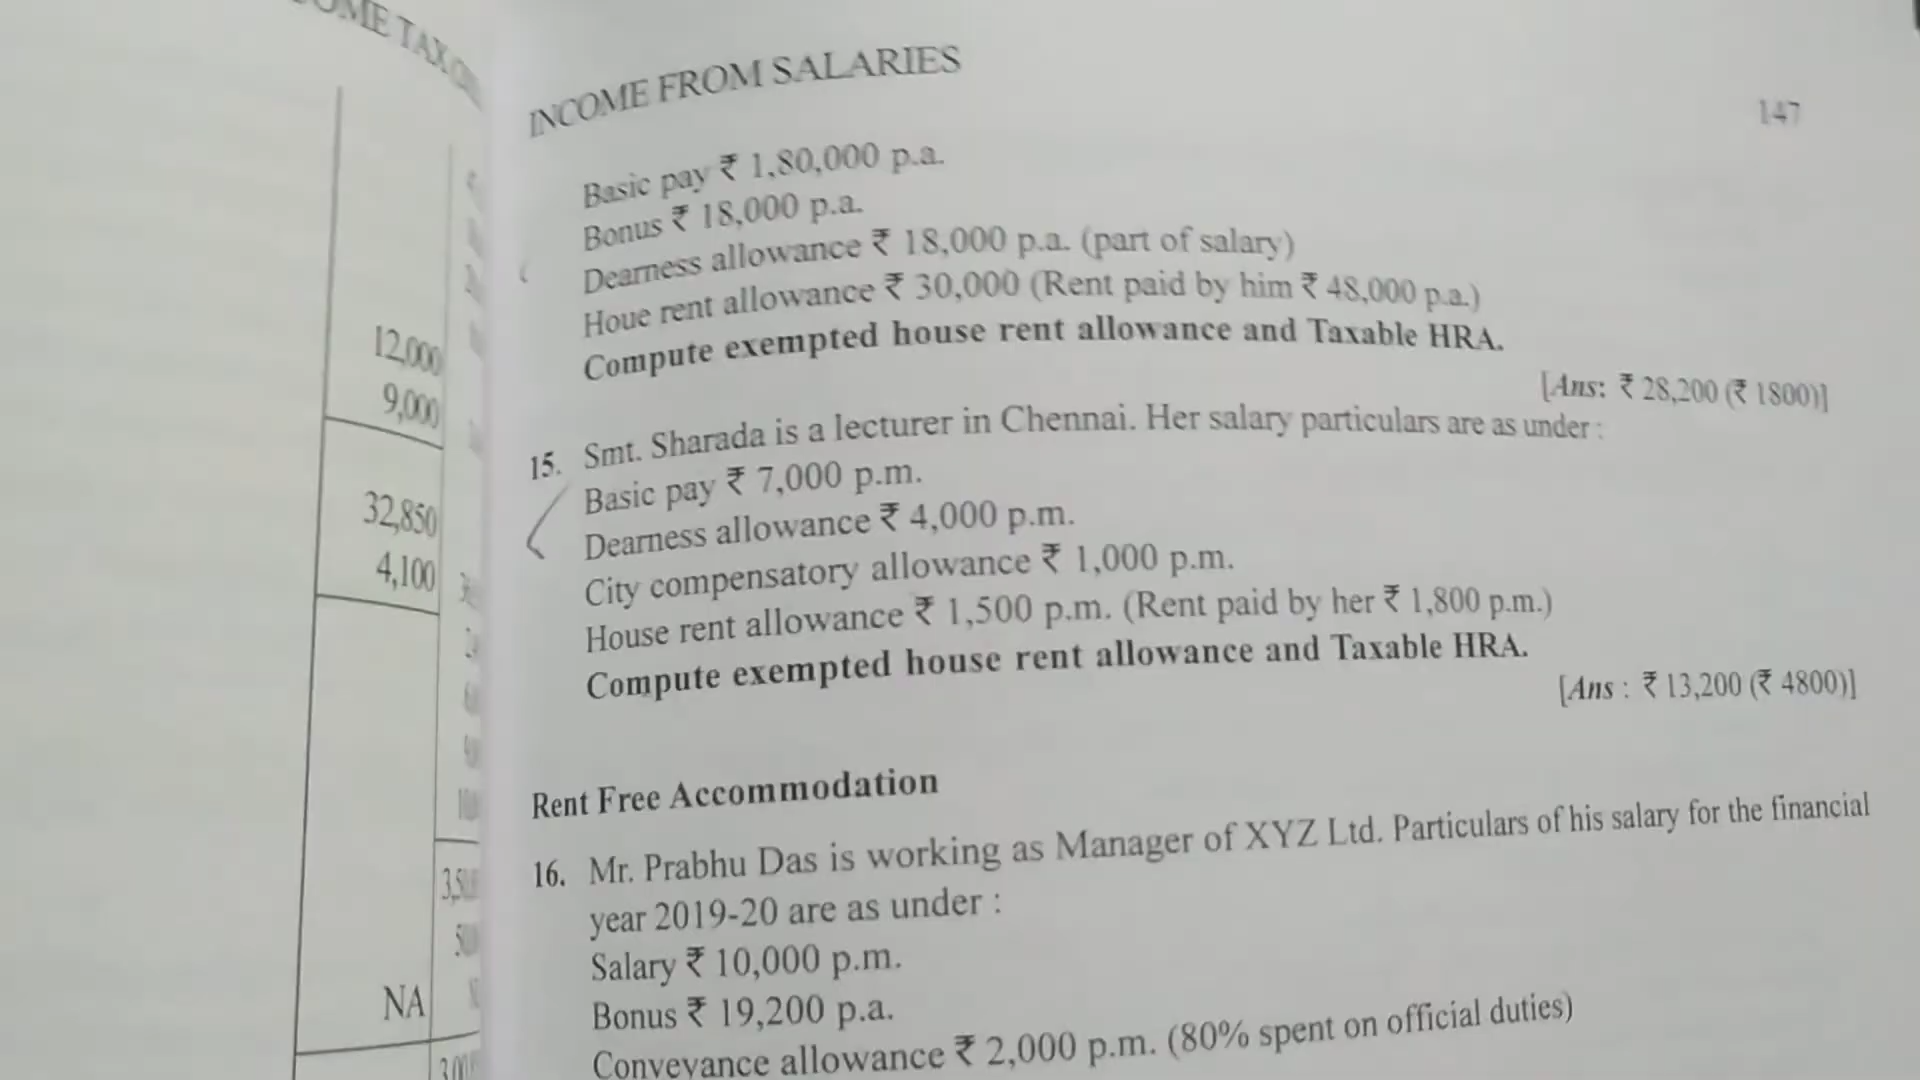 12,000
9,000
32,850
4,100
NA
INCOME FROM SALARIES
147
Basic pay ₹ 1,80,000 p.a.
Bonus ₹ 18,000 p.a.
Dearness allowance ₹ 18,000 p.a. (part of salary)
Houe rent allowance ₹ 30,000 (Rent paid by him ₹ 48,000 p.a.)
Compute exempted house rent allowance and Taxable HRA.
[Ans: ₹ 28,200 (₹ 1800)]
15. Smt. Sharada is a lecturer in Chennai. Her salary particulars are as under :
Basic pay ₹ 7,000 p.m.
Dearness allowance ₹ 4,000 p.m.
City compensatory allowance ₹ 1,000 p.m.
House rent allowance ₹ 1,500 p.m. (Rent paid by her ₹ 1,800 p.m.)
Compute exempted house rent allowance and Taxable HRA.
[Ans : ₹ 13,200 (₹ 4800)]
Rent Free Accommodation
16. Mr. Prabhu Das is working as Manager of XYZ Ltd. Particulars of his salary for the financial
year 2019-20 are as under :
Salary ₹ 10,000 p.m.
Bonus ₹ 19,200 p.a.
Conveyance allowance ₹ 2,000 p.m. (80% spent on official duties)